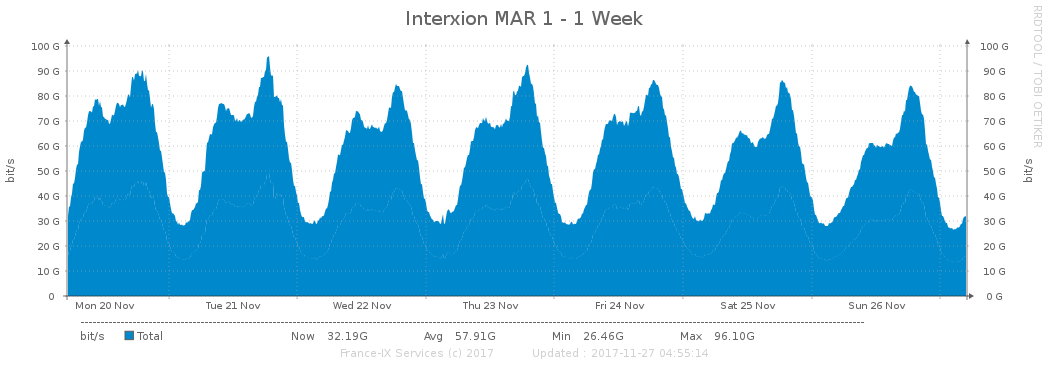 Interxion MAR 1 - 1 Week
RRDTOOL / TOBI OETIKER
100 G 100 G
90 G 90 G
80 G 80 G
70 G 70 G
60 G 60 G
50 G 50 G
40 G 40 G
30 G 30 G
20 G 20 G
10 G 10 G
0 0 G
bit/s bit/s
Mon 20 Nov Tue 21 Nov Wed 22 Nov Thu 23 Nov Fri 24 Nov Sat 25 Nov Sun 26 Nov
bit/s Total Now 32.19G Avg 57.91G Min 26.46G Max 96.10G
France-IX Services (c) 2017 Updated : 2017-11-27 04:55:14